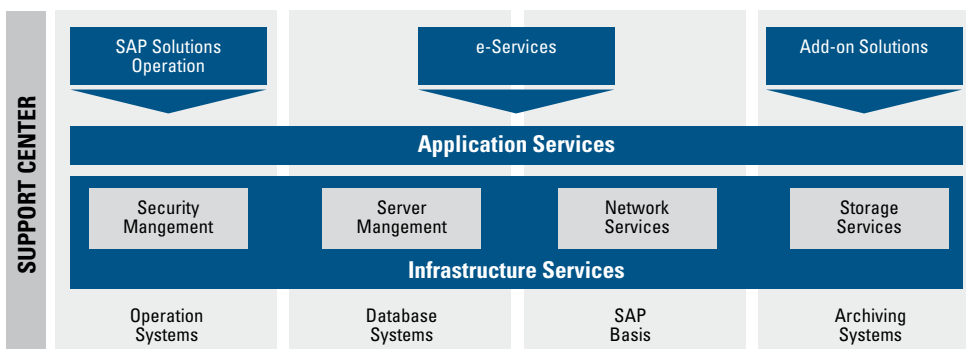 SUPPORT CENTER
SAP Solutions
Operation
e-Services
Add-on Solutions
Application Services
Security
Mangement
Server
Mangement
Network
Services
Storage
Services
Infrastructure Services
Operation
Systems
Database
Systems
SAP
Basis
Archiving
Systems